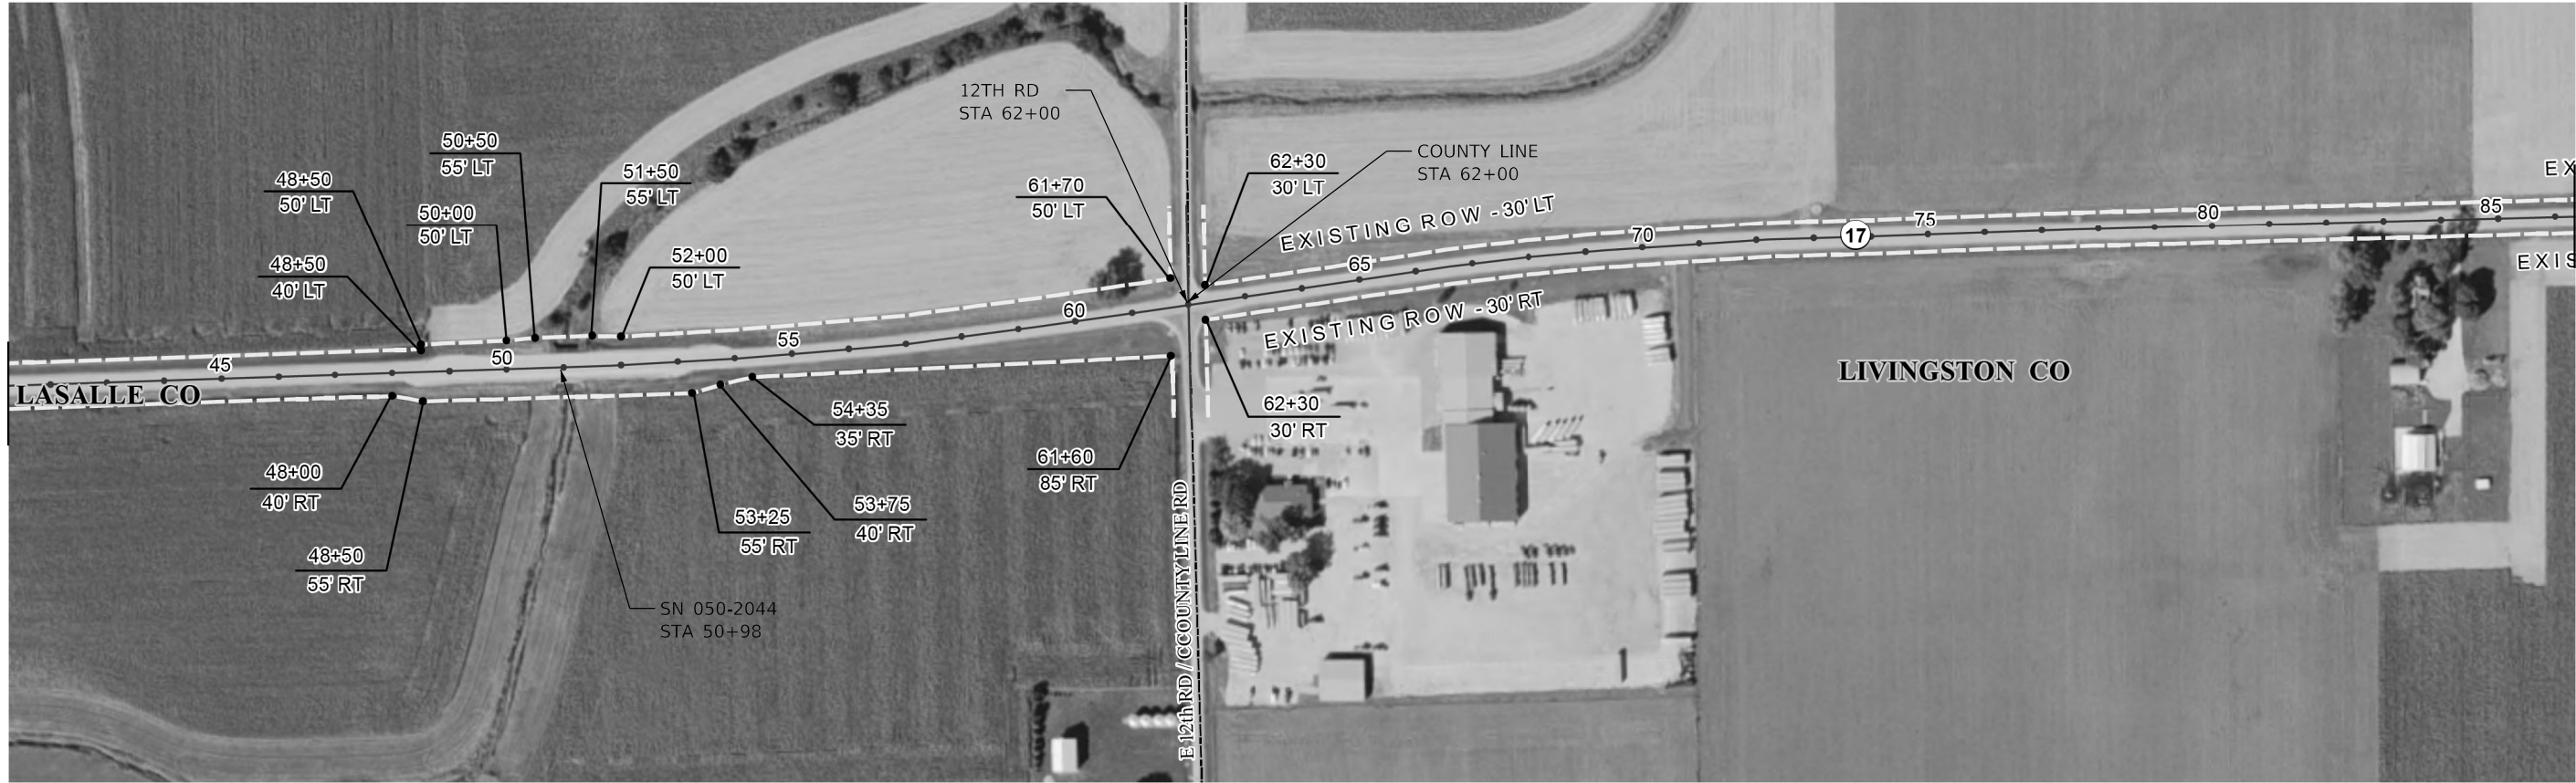 12TH RD
STA 62+00
50+50
55' LT
COUNTY LINE
STA 62+00
62+30
30' LT
51+50
55' LT
48+50
50' LT
61+70
50' LT
50+00
50' LT
EXISTING ROW - 30' LT
EX
85
80
75
70
17
52+00
50' LT
48+50
40' LT
65
EXIS
60
EXISTING ROW - 30' RT
55
50
45
LASALLE CO
LIVINGSTON CO
54+35
35' RT
62+30
30' RT
61+60
85' RT
48+00
40' RT
53+75
40' RT
53+25
55' RT
48+50
55' RT
SN 050-2044
STA 50+98
E 12th RD / COUNTY LINE RD